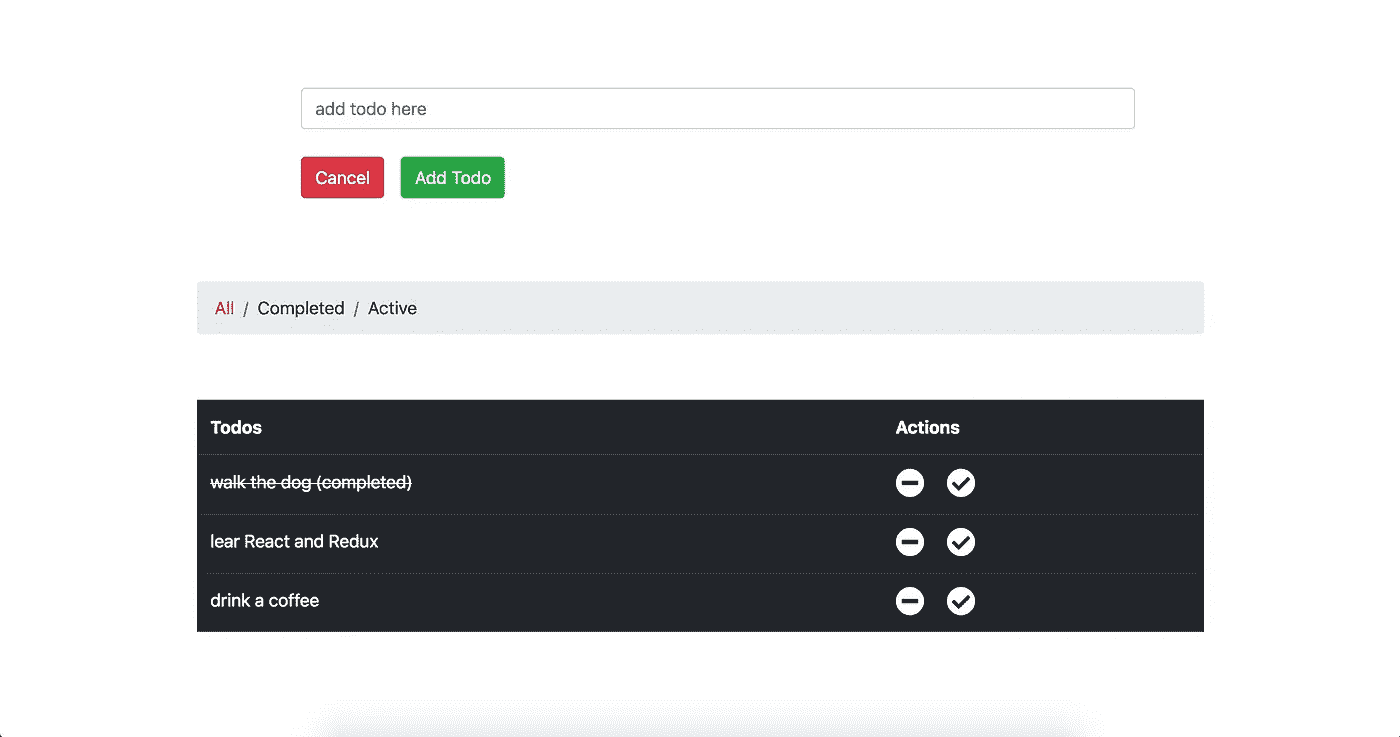 add todo here
Cancel Add Todo
All / Completed / Active
Todos Actions
walk the dog (completed)
lear React and Redux
drink a coffee